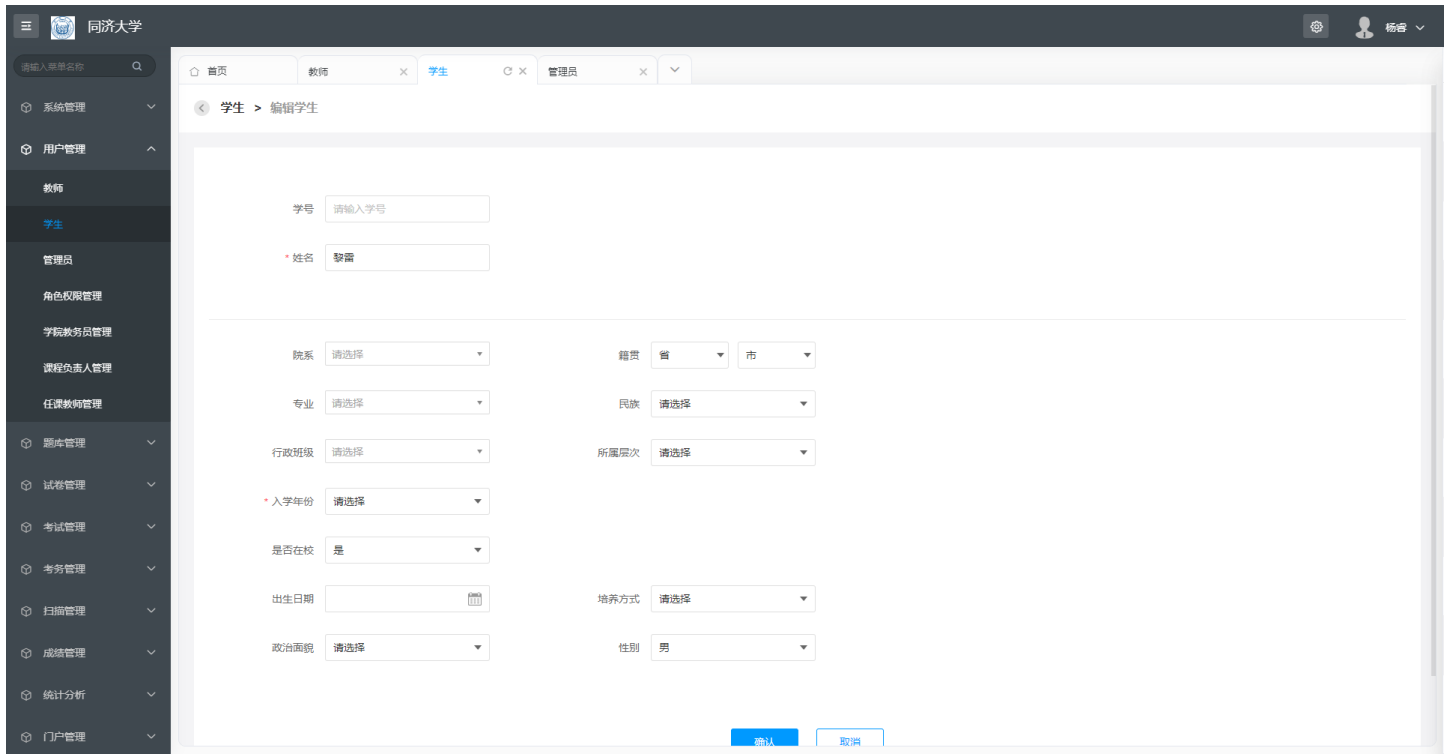 同济大学
杨睿
请输入菜单名称
首页 教师 学生 管理员
系统管理
学生 > 编辑学生
用户管理
教师
学生
管理员
角色权限管理
学院教务员管理
课程负责人管理
任课教师管理
题库管理
试卷管理
考试管理
考务管理
扫描管理
成绩管理
统计分析
门户管理
学号 请输入学号
* 姓名 黎雷
院系 请选择 籍贯 省 市
专业 请选择 民族 请选择
行政班级 请选择 所属层次 请选择
* 入学年份 请选择
是否在校 是
出生日期 培养方式 请选择
政治面貌 请选择 性别 男
确认 取消